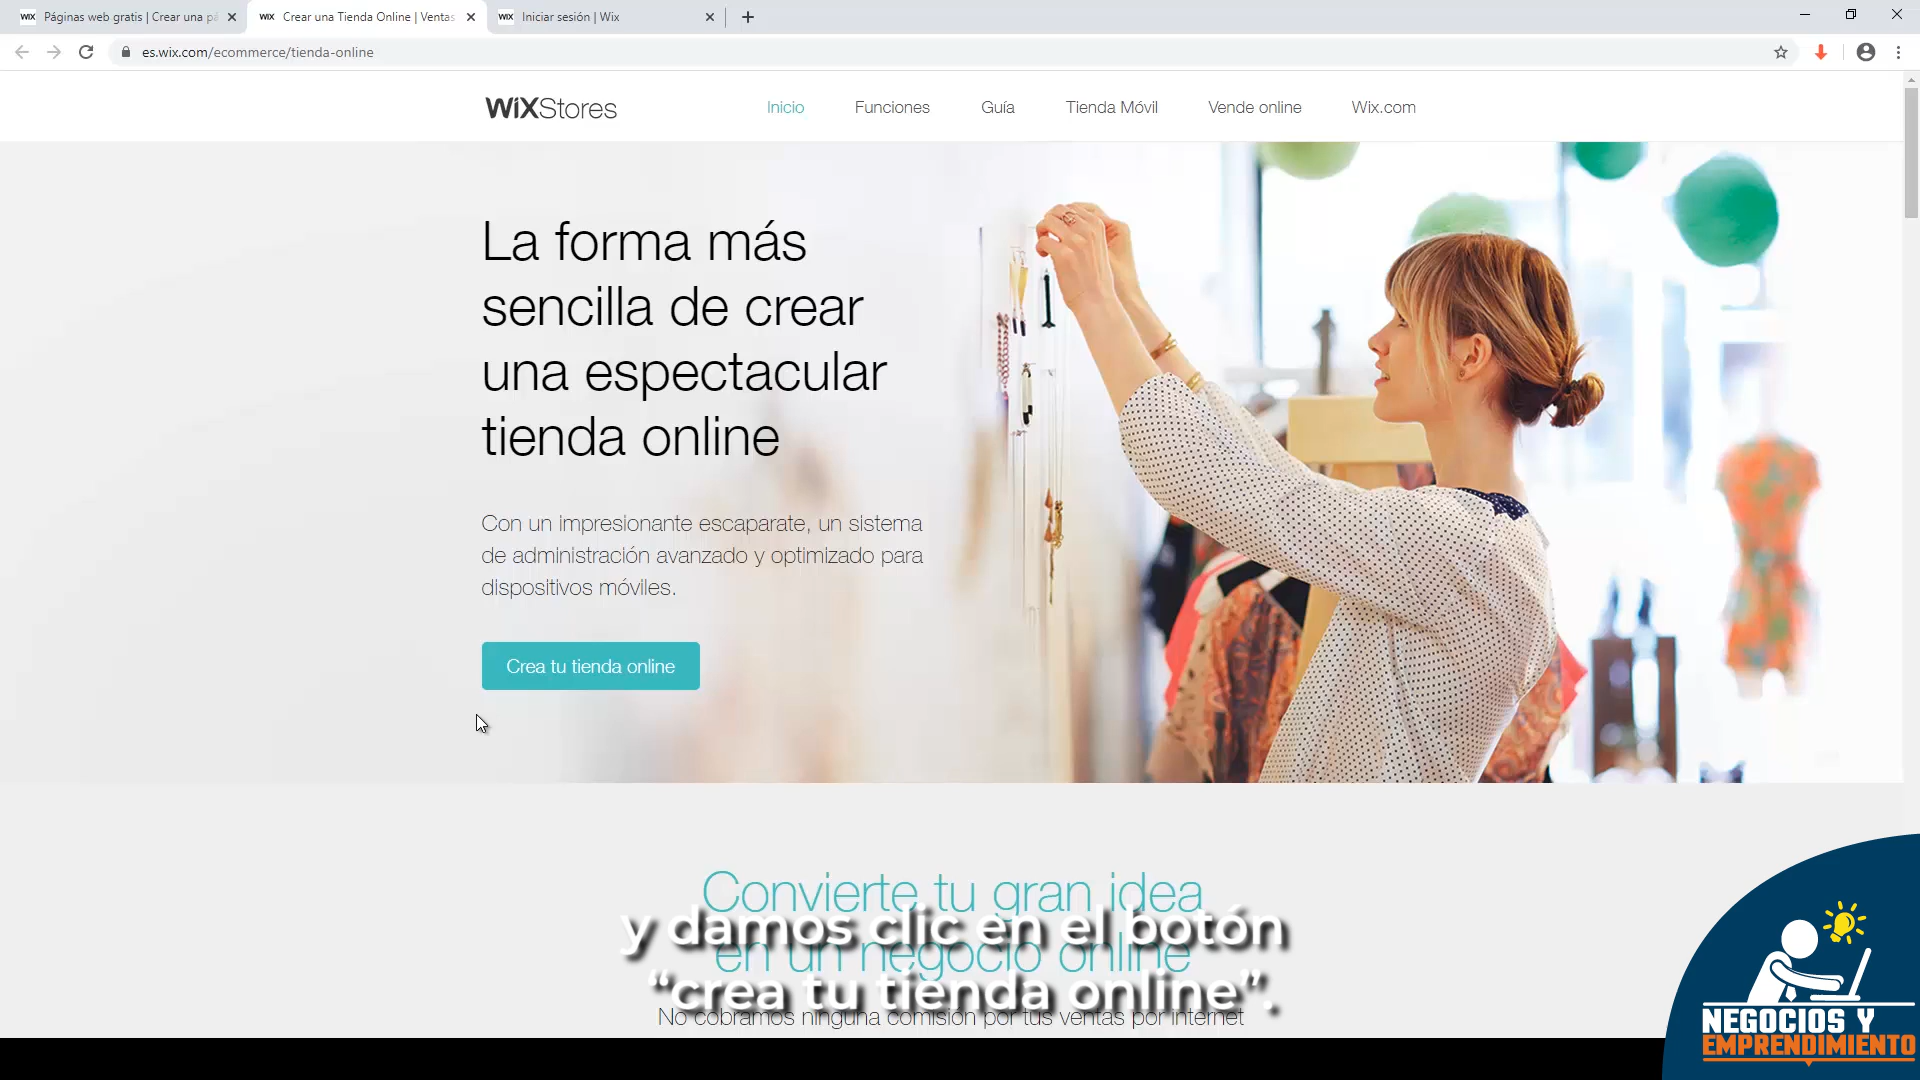 WiX Páginas web gratis | Crear una pá
WiX Crear una Tienda Online | Ventas
WiX Iniciar sesión | Wix
es.wix.com/ecommerce/tienda-online
WiXStores
Inicio
Funciones
Guía
Tienda Móvil
Vende online
Wix.com
La forma más
sencilla de crear
una espectacular
tienda online
Con un impresionante escaparate, un sistema
de administración avanzado y optimizado para
dispositivos móviles.
Crea tu tienda online
Convierte tu gran idea
en un negocio online
y damos clic en el botón
“crea tu tienda online”.
No cobramos ninguna comisión por tus ventas por internet
NEGOCIOS Y
EMPRENDIMIENTO